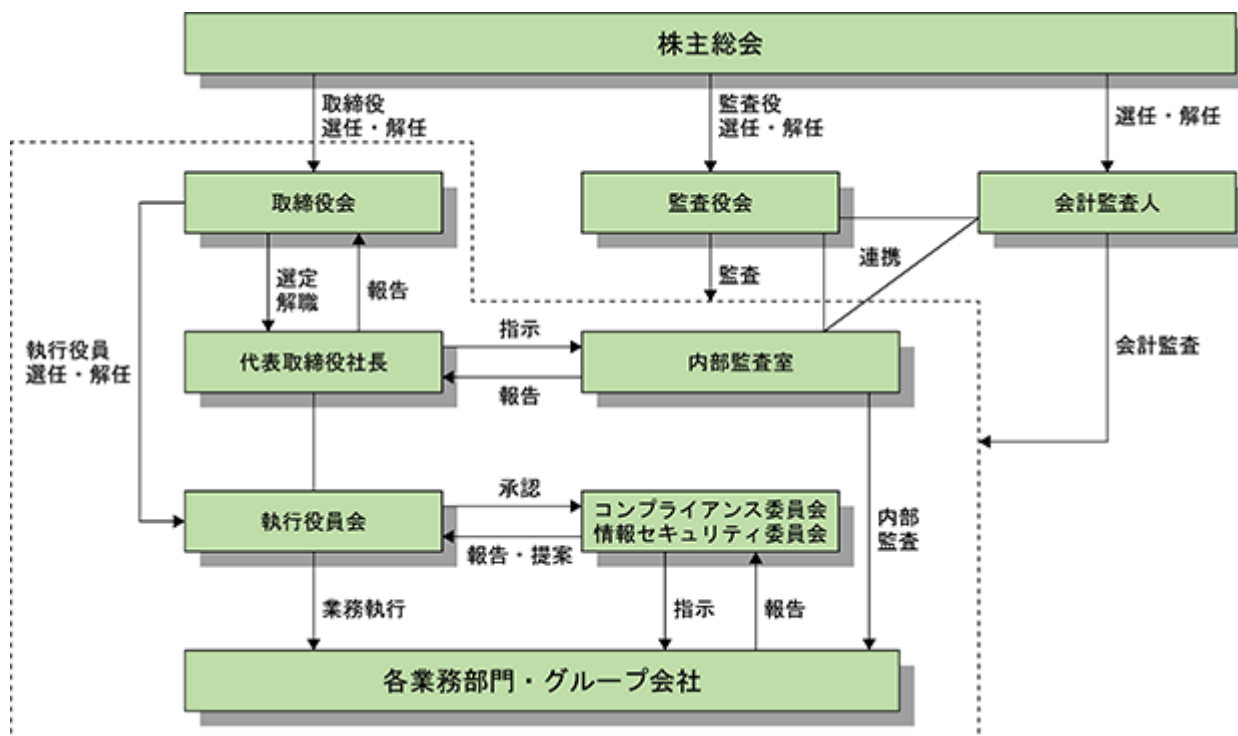 株主総会
取締役
選任・解任
監査役
選任・解任
選任・解任
取締役会
監査役会
会計監査人
選定
解職
報告
監査
連携
執行役員
選任・解任
代表取締役社長
指示
報告
内部監査室
会計監査
執行役員会
承認
報告・提案
コンプライアンス委員会
情報セキュリティ委員会
内部
監査
業務執行
指示
報告
各業務部門・グループ会社